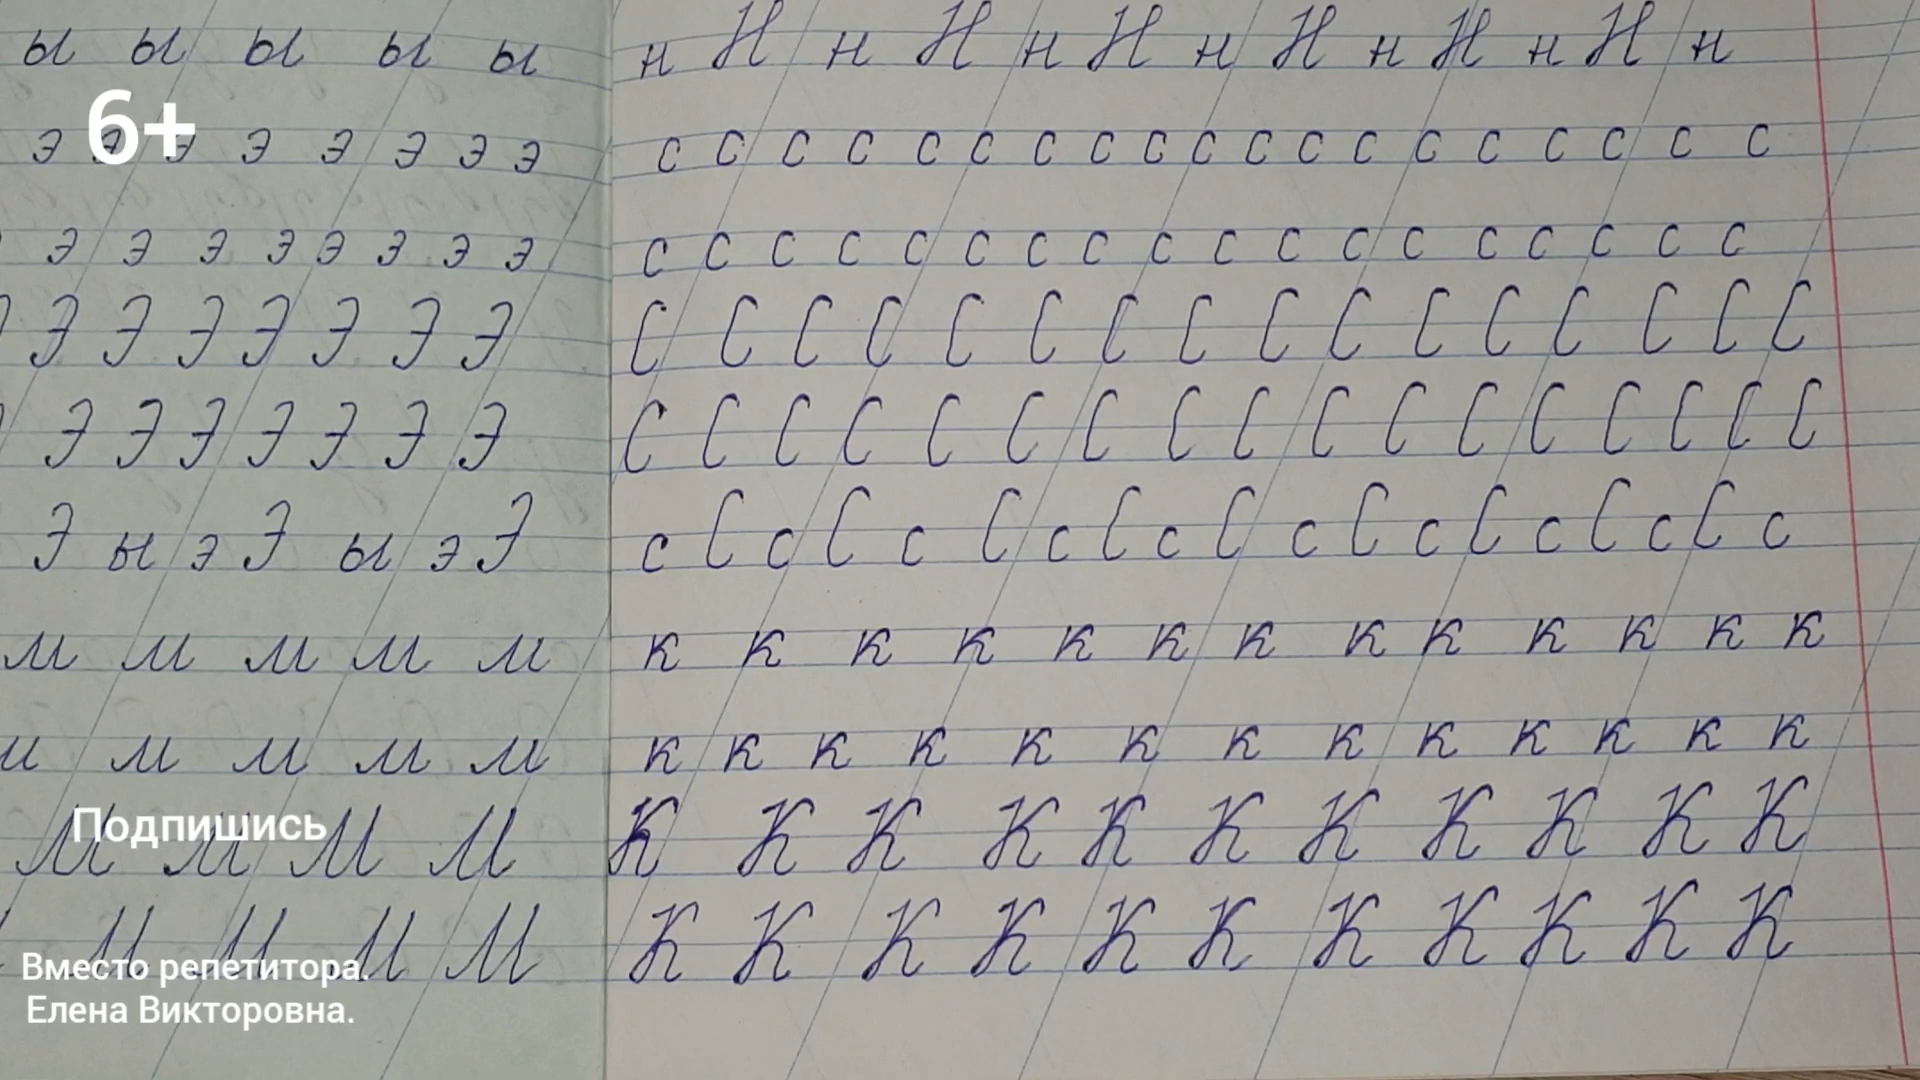 6+
ы ы ы ы ы
э э э э э э э э
э э э э э э э э
Э Э Э Э Э Э Э
Э Э Э Э Э Э Э
Э ы э Э ы э Э
м м м м м
м м м м м
М М М М
М М М М
н Н н Н н Н н Н н Н н Н н
с с с с с с с с с с с с с с с с с с с
с с с с с с с с с с с с с с с с с с
С С С С С С С С С С С С С С С С
С С С С С С С С С С С С С С С С С
с С с С с С с С с С с С с С с С с С с
к к к к к к к к к к к к к
к к к к к к к к к к к к к
К К К К К К К К К К К
К К К К К К К К К К К
Подпишись
Вместо репетитора.
Елена Викторовна.